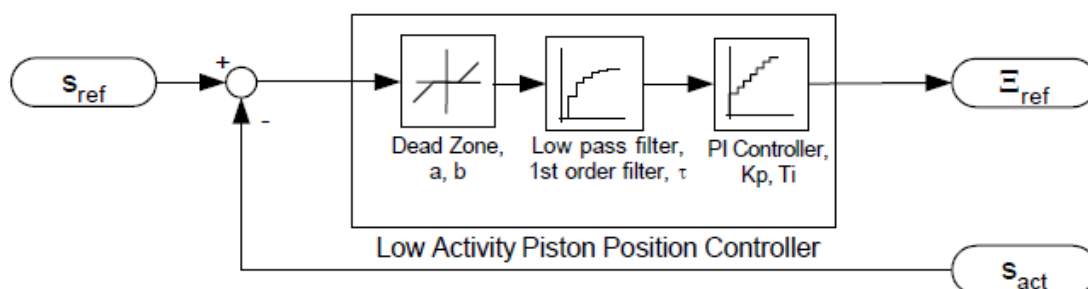 s_ref
+
-
Dead Zone,
a, b
Low pass filter,
1st order filter, τ
PI Controller,
Kp, Ti
Ξ_ref
Low Activity Piston Position Controller
s_act